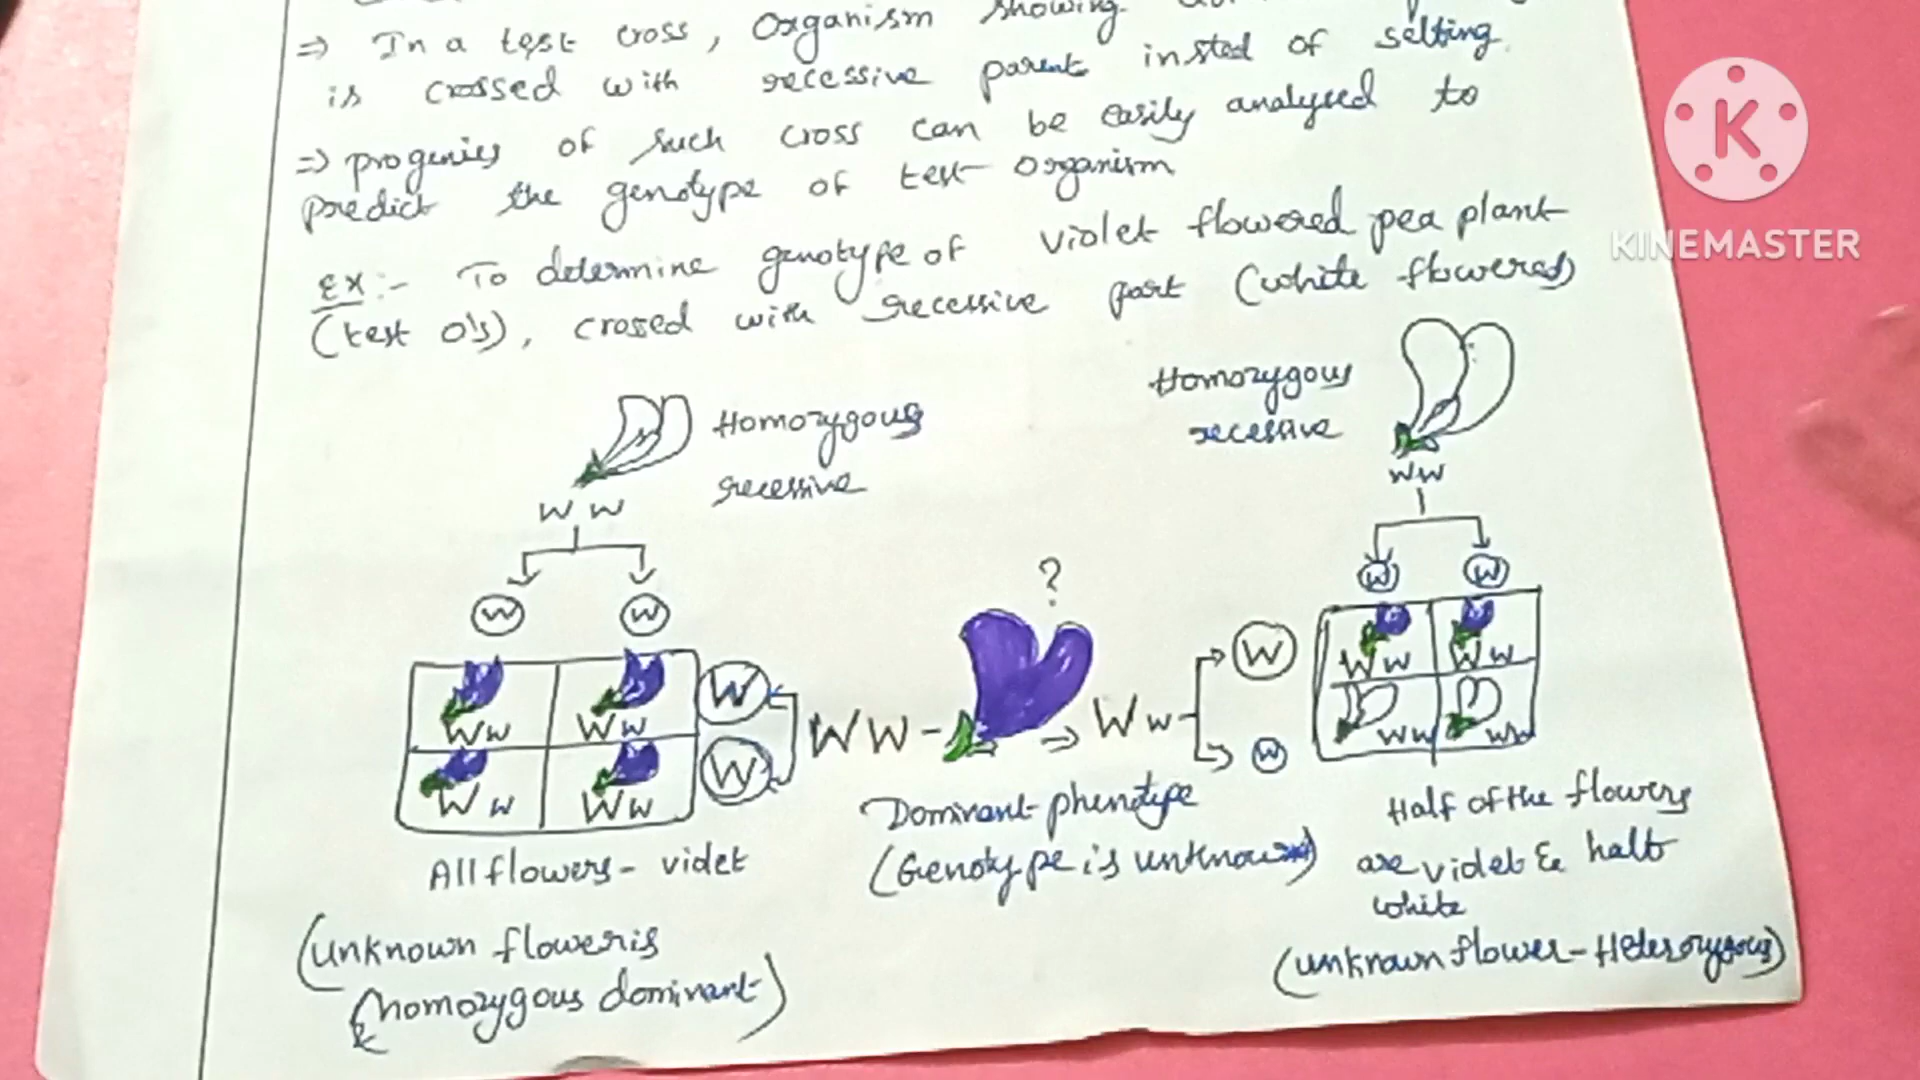 ⇒ In a test cross, Organism showing
is crossed with recessive parent insted of selfing
⇒ progenies of such cross can be easily analysed to
predict the genotype of test organism
Ex:- To determine genotype of violet flowered pea plant
(test o's), crossed with recessive part (white flowered)
KINEMASTER
Homozygous
recessive
ww
w w
Ww Ww
Ww Ww
W
W
All flowers - violet
(unknown flower is
homozygous dominant)
?
WW - → Ww
Dominant phenotype
(Genotype is unknown)
W
w
Homozygous
recessive
ww
w w
Ww Ww
ww ww
Half of the flowers
are violet & half
white
(unknown flower - Heterozygous)